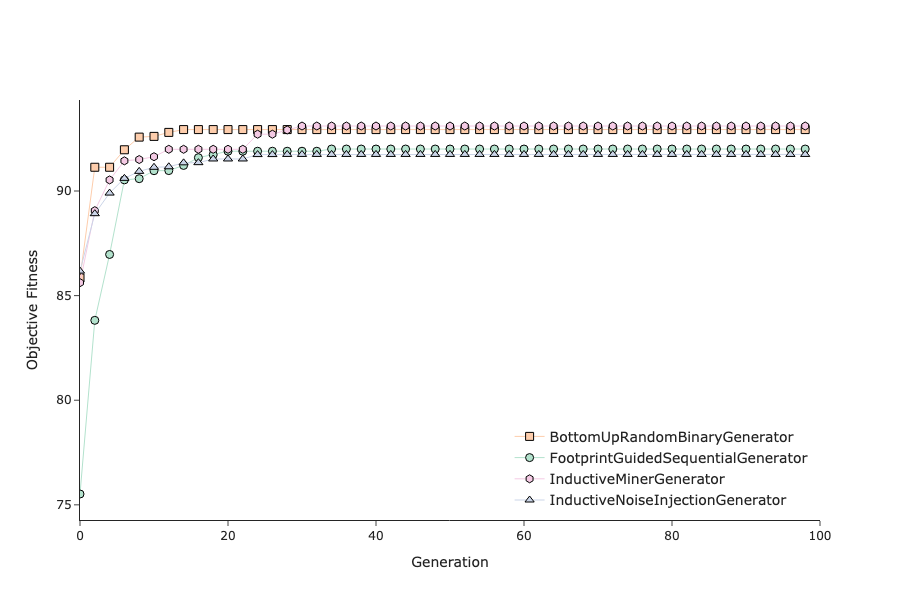 90
85
80
75
Objective Fitness
BottomUpRandomBinaryGenerator
FootprintGuidedSequentialGenerator
InductiveMinerGenerator
InductiveNoiseInjectionGenerator
0 20 40 60 80 100
Generation